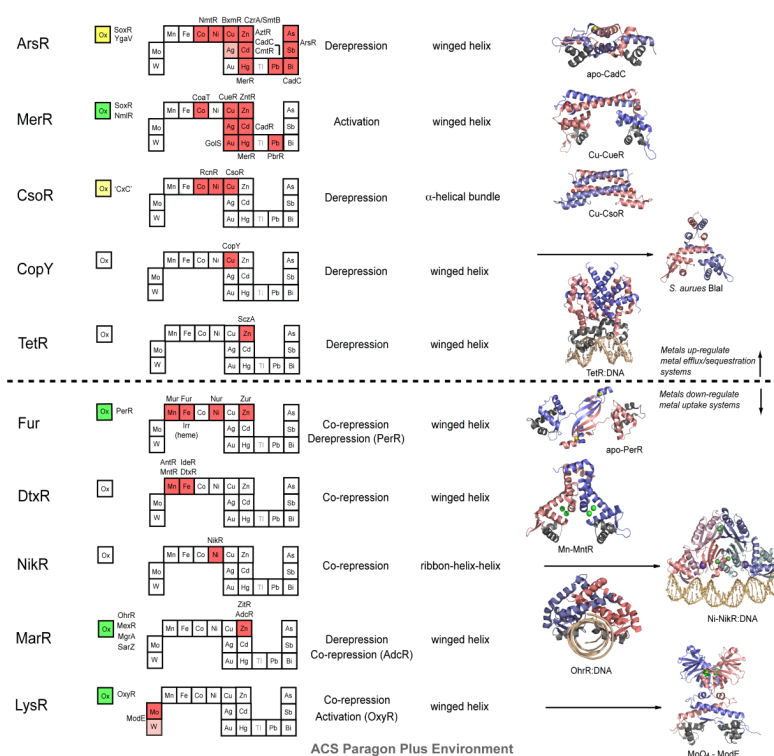 NmtR BxmR CzrA/SmtB
ArsR Ox SoxR YgaV
Mn Fe Co Ni Cu Zn AztR As ArsR
Mo Ag Cd CadC CmtR Sb
W Au Hg Tl Pb Bi
MerR CadC
Derepression winged helix
apo-CadC
CoaT CueR ZntR
MerR Ox SoxR NmlR
Mn Fe Co Ni Cu Zn As
Mo Ag Cd CadR Sb
W GolS Au Hg Tl Pb Bi
MerR PbrR
Activation winged helix
Cu-CueR
RcnR CsoR
CsoR Ox 'CxC'
Mn Fe Co Ni Cu Zn As
Mo Ag Cd Sb
W Au Hg Tl Pb Bi
Derepression α-helical bundle
Cu-CsoR
CopY
CopY Ox
Mn Fe Co Ni Cu Zn As
Mo Ag Cd Sb
W Au Hg Tl Pb Bi
Derepression winged helix
S. aurues BlaI
SczA
TetR Ox
Mn Fe Co Ni Cu Zn As
Mo Ag Cd Sb
W Au Hg Tl Pb Bi
Derepression winged helix
TetR:DNA
Metals up-regulate
metal efflux/sequestration
systems
Metals down-regulate
metal uptake systems
Mur Fur Nur Zur
Fur Ox PerR
Mn Fe Co Ni Cu Zn As
Mo Irr (heme) Ag Cd Sb
W Au Hg Tl Pb Bi
Co-repression
Derepression (PerR)
winged helix
apo-PerR
AntR IdeR
MntR DtxR
DtxR Ox
Mn Fe Co Ni Cu Zn As
Mo Ag Cd Sb
W Au Hg Tl Pb Bi
Co-repression winged helix
Mn-MntR
NikR
NikR Ox
Mn Fe Co Ni Cu Zn As
Mo Ag Cd Sb
W Au Hg Tl Pb Bi
Co-repression ribbon-helix-helix
Ni-NikR:DNA
ZitR
AdcR
MarR Ox OhrR MexR MgrA SarZ
Mn Fe Co Ni Cu Zn As
Mo Ag Cd Sb
W Au Hg Tl Pb Bi
Derepression
Co-repression (AdcR)
winged helix
OhrR:DNA
LysR Ox OxyR
Mn Fe Co Ni Cu Zn As
ModE Mo Ag Cd Sb
W Au Hg Tl Pb Bi
Co-repression
Activation (OxyR)
winged helix
MoO4 - ModE
ACS Paragon Plus Environment